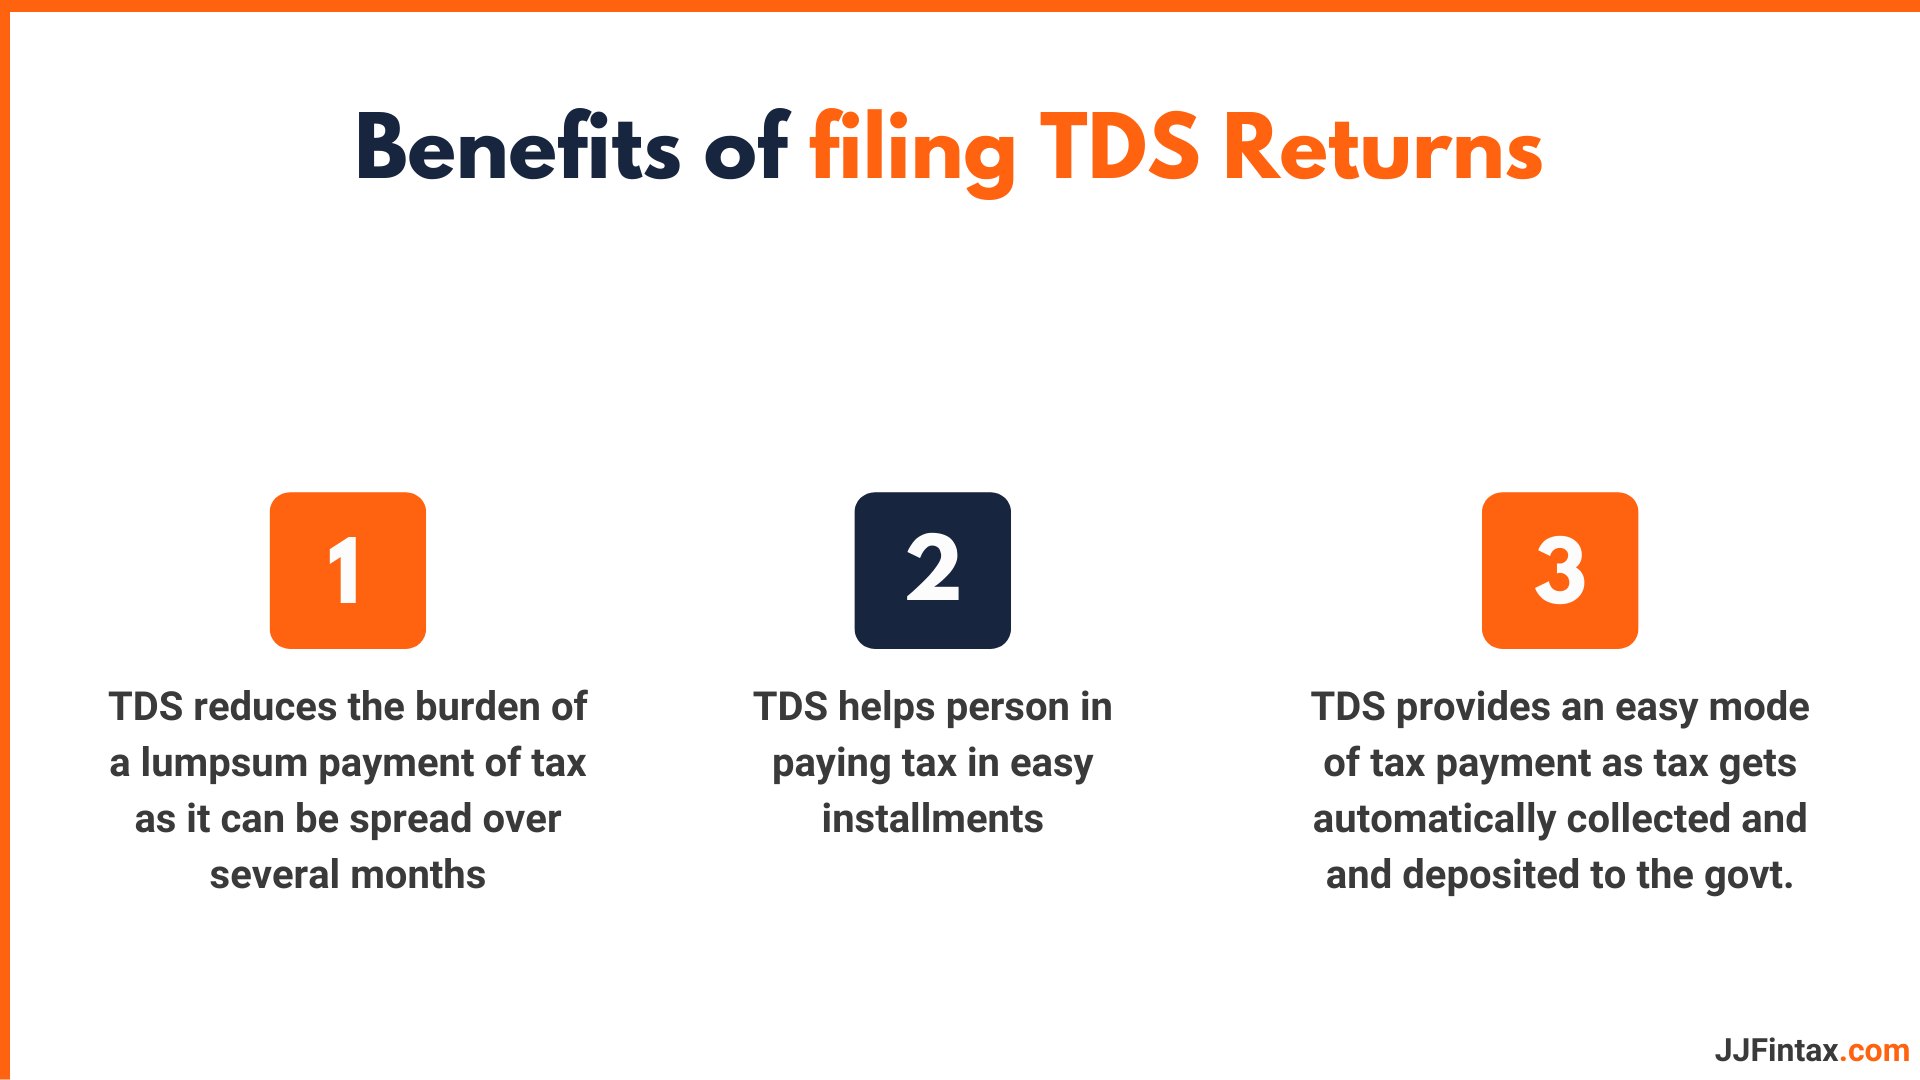 Benefits of filing TDS Returns
1
TDS reduces the burden of
a lumpsum payment of tax
as it can be spread over
several months
2
TDS helps person in
paying tax in easy
installments
3
TDS provides an easy mode
of tax payment as tax gets
automatically collected and
and deposited to the govt.
JJFintax.com